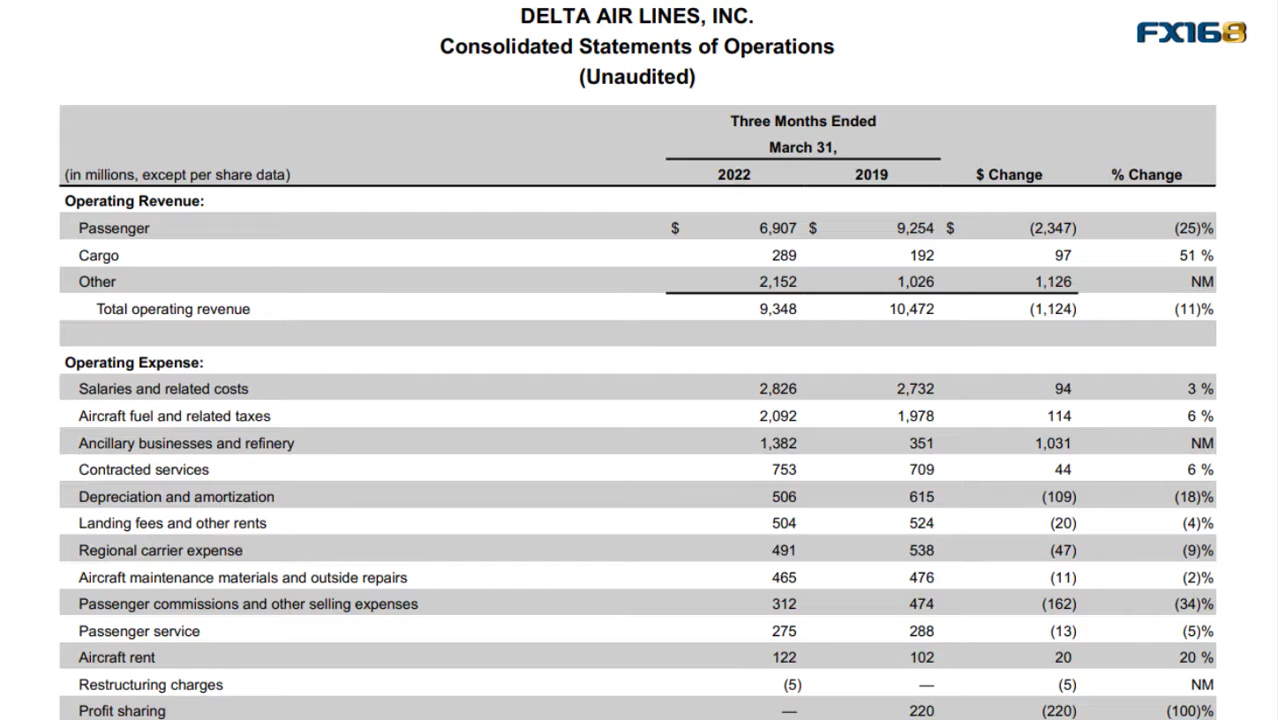 DELTA AIR LINES, INC.
FX168
Consolidated Statements of Operations
(Unaudited)
Three Months Ended
March 31,
(in millions, except per share data) 2022 2019 $ Change % Change
Operating Revenue:
Passenger $ 6,907 $ 9,254 $ (2,347) (25)%
Cargo 289 192 97 51 %
Other 2,152 1,026 1,126 NM
Total operating revenue 9,348 10,472 (1,124) (11)%
Operating Expense:
Salaries and related costs 2,826 2,732 94 3 %
Aircraft fuel and related taxes 2,092 1,978 114 6 %
Ancillary businesses and refinery 1,382 351 1,031 NM
Contracted services 753 709 44 6 %
Depreciation and amortization 506 615 (109) (18)%
Landing fees and other rents 504 524 (20) (4)%
Regional carrier expense 491 538 (47) (9)%
Aircraft maintenance materials and outside repairs 465 476 (11) (2)%
Passenger commissions and other selling expenses 312 474 (162) (34)%
Passenger service 275 288 (13) (5)%
Aircraft rent 122 102 20 20 %
Restructuring charges (5) — (5) NM
Profit sharing — 220 (220) (100)%